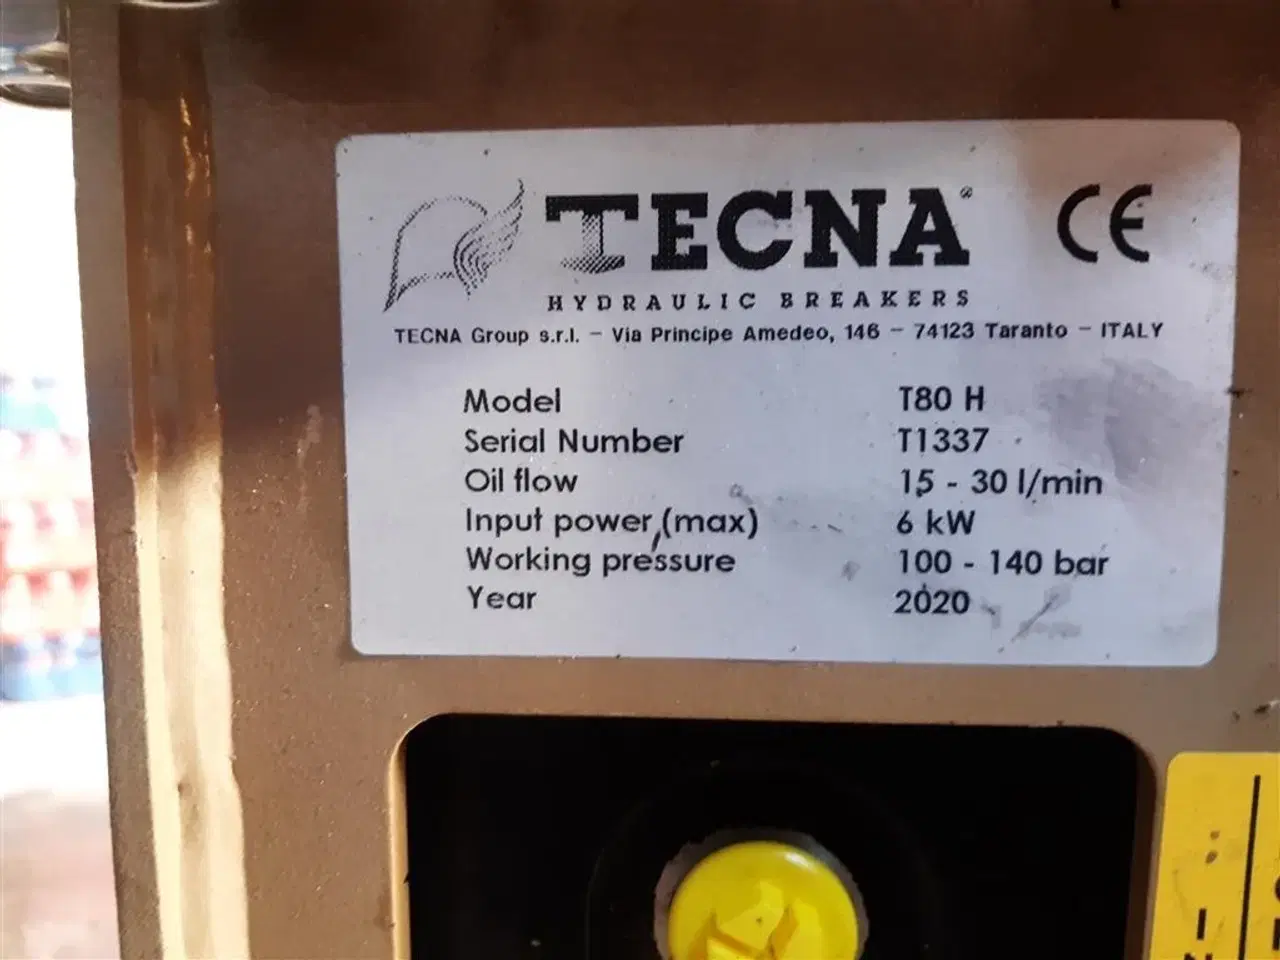 TECNA® CE
HYDRAULIC BREAKERS
TECNA Group s.r.l. – Via Principe Amedeo, 146 – 74123 Taranto – ITALY
Model T80 H
Serial Number T1337
Oil flow 15 - 30 l/min
Input power (max) 6 kW
Working pressure 100 - 140 bar
Year 2020